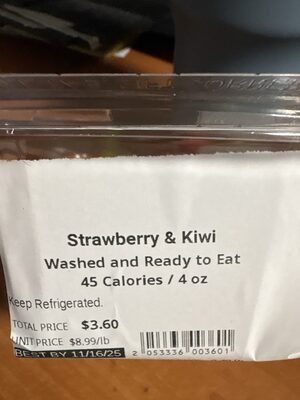 Strawberry & Kiwi
Washed and Ready to Eat
45 Calories / 4 oz
Keep Refrigerated.
TOTAL PRICE $3.60
UNIT PRICE $8.99/lb
BEST BY 11/16/25
2 053336 003601